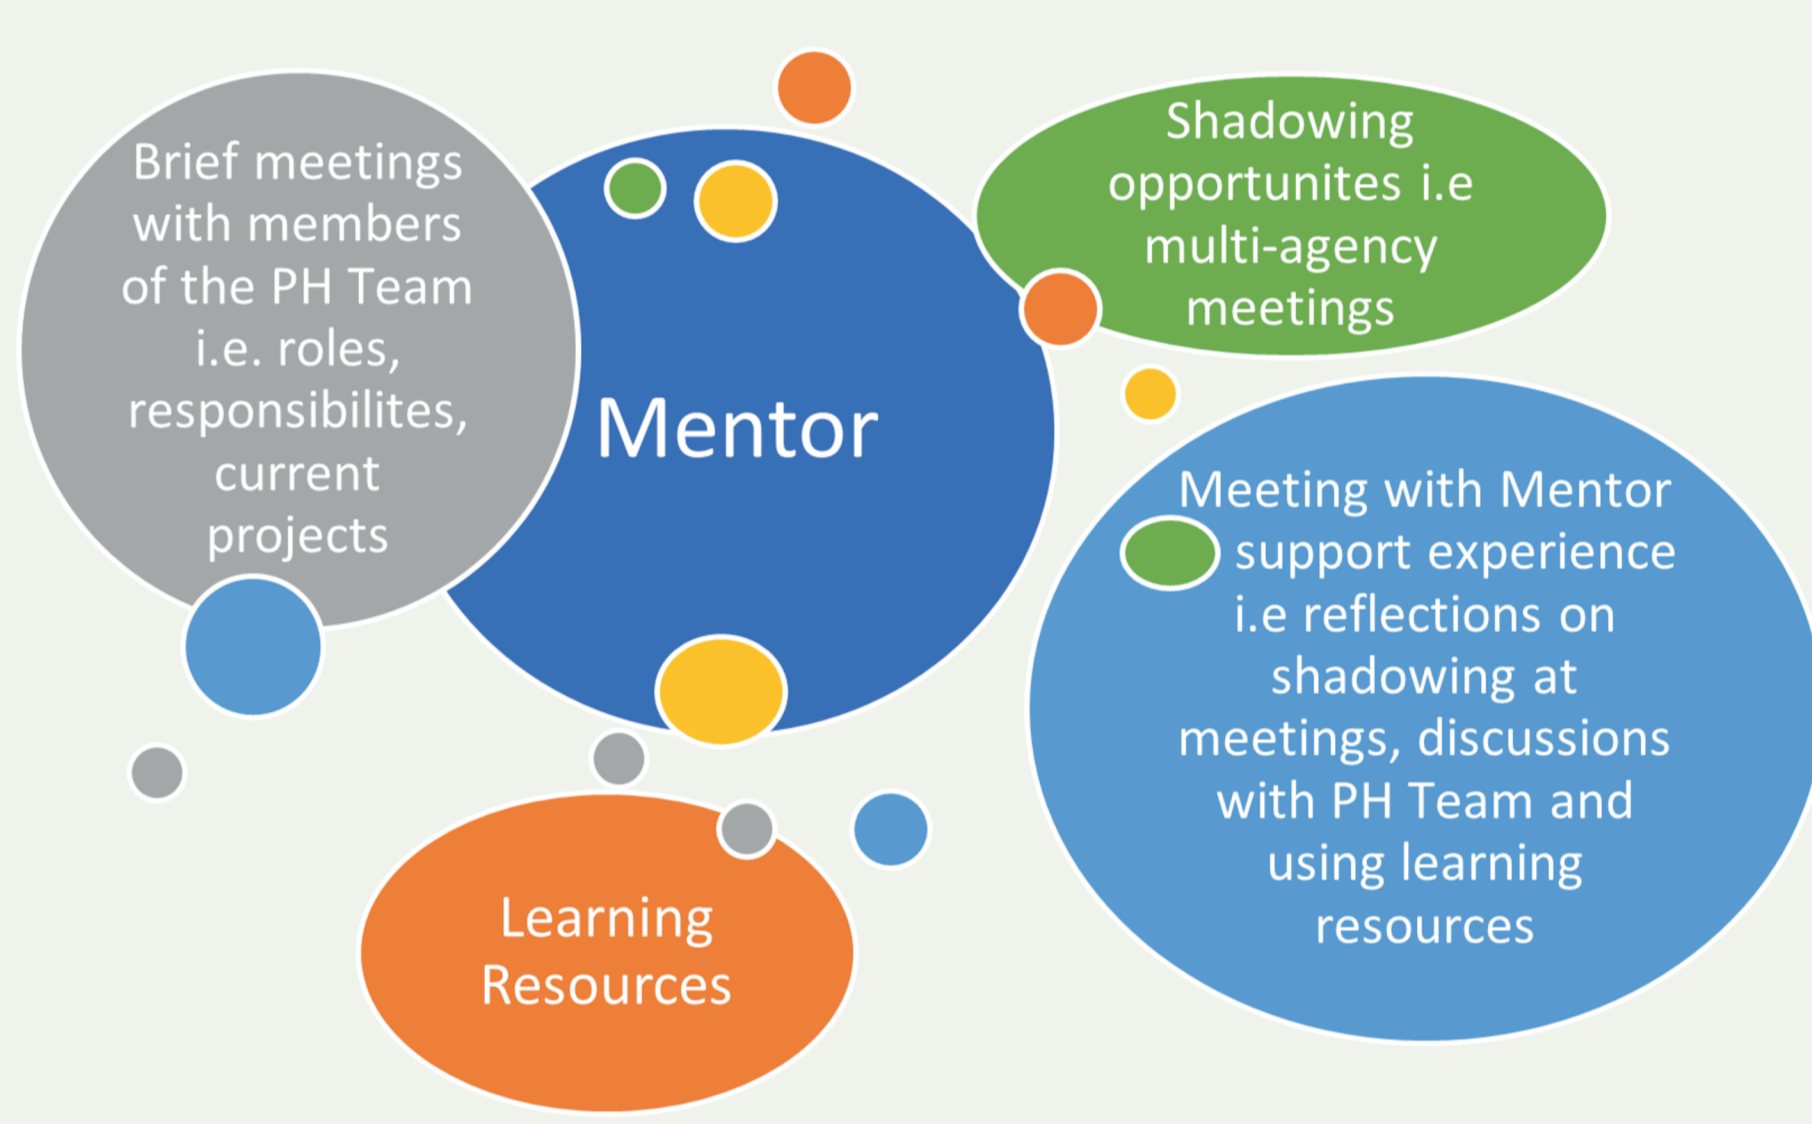 Brief meetings
with members
of the PH Team
i.e. roles,
responsibilites,
current
projects
Mentor
Shadowing
opportunites i.e
multi-agency
meetings
Meeting with Mentor
support experience
i.e reflections on
shadowing at
meetings, discussions
with PH Team and
using learning
resources
Learning
Resources